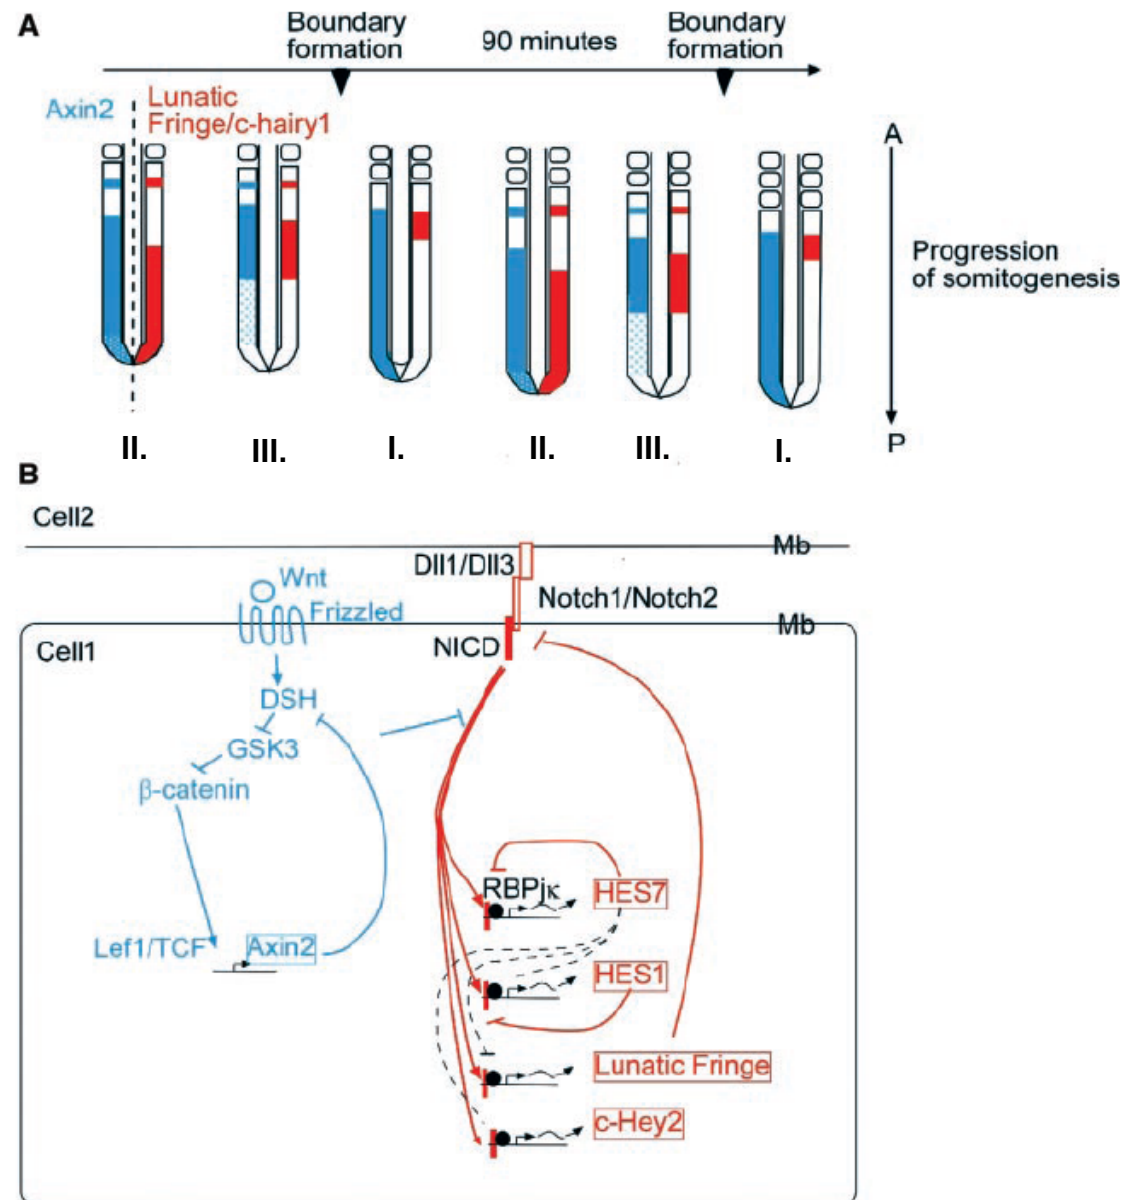 A
Boundary
formation
90 minutes
Boundary
formation
Axin2
Lunatic
Fringe/c-hairy1
A
Progression
of somitogenesis
P
II.
III.
I.
II.
III.
I.
B
Cell2
Mb
Dll1/Dll3
Wnt
Frizzled
Notch1/Notch2
Mb
Cell1
NICD
DSH
GSK3
β-catenin
RBPjκ
HES7
Lef1/TCF
Axin2
HES1
Lunatic Fringe
c-Hey2